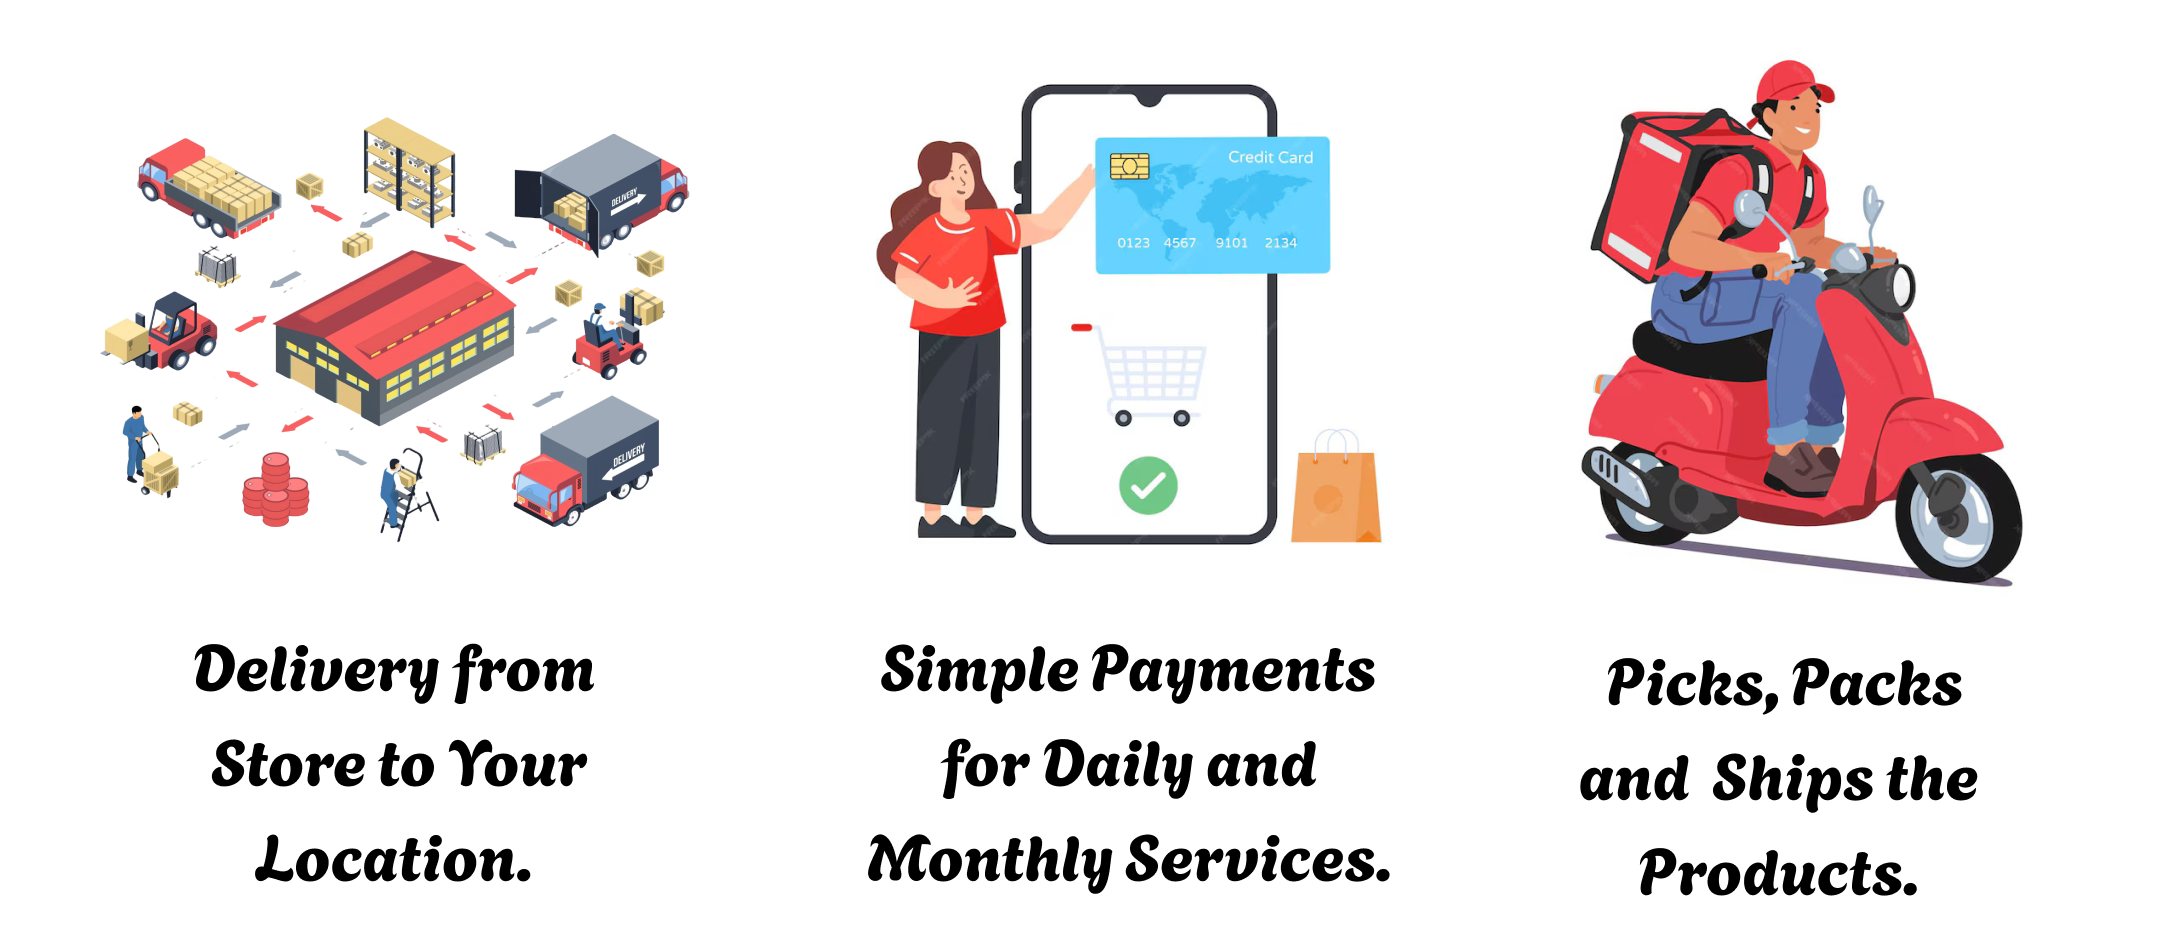 DELIVERY
DELIVERY
Credit Card
0123 4567 9101 2134
Delivery from
Store to Your
Location.
Simple Payments
for Daily and
Monthly Services.
Picks, Packs
and Ships the
Products.